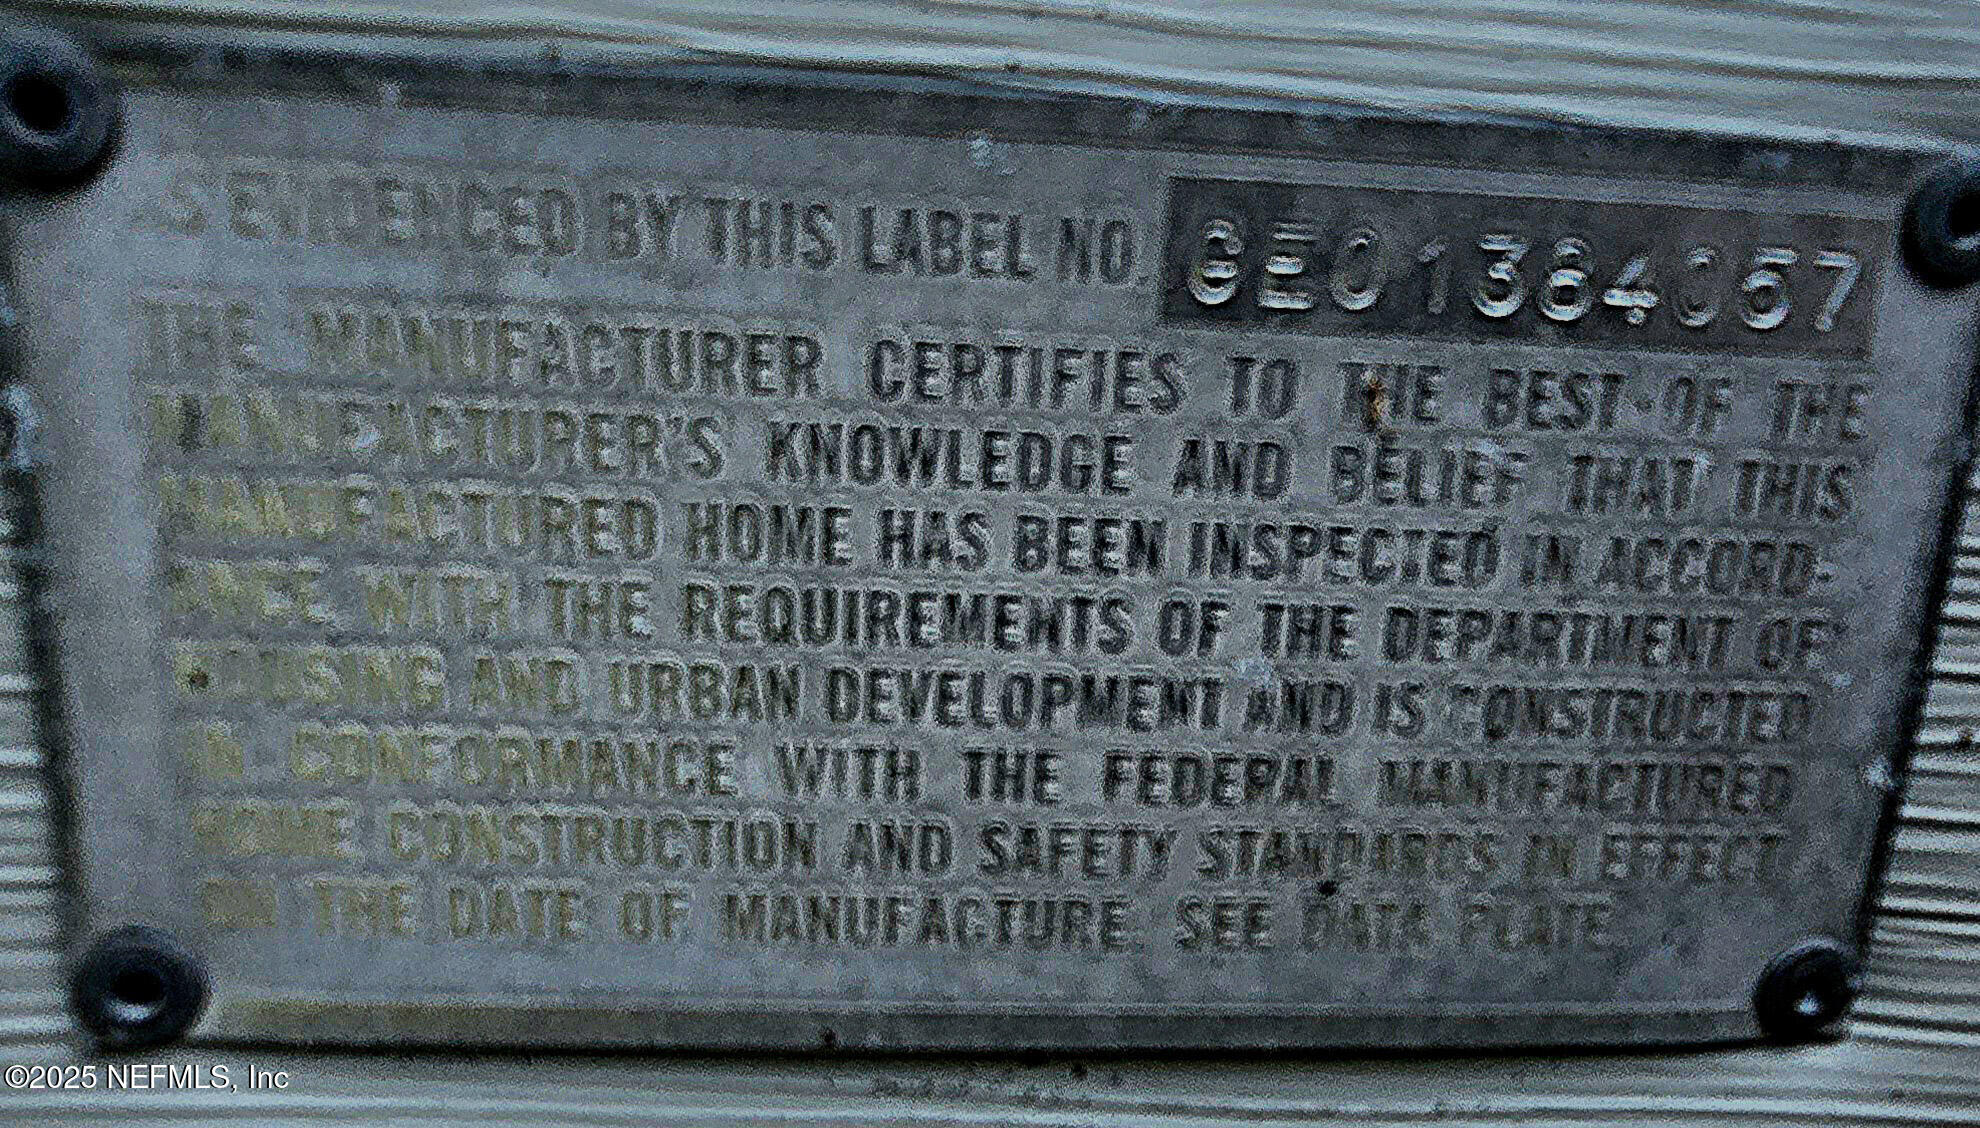 AS EVIDENCED BY THIS LABEL NO. GEO1364057
THE MANUFACTURER CERTIFIES TO THE BEST OF THE
MANUFACTURER'S KNOWLEDGE AND BELIEF THAT THIS
MANUFACTURED HOME HAS BEEN INSPECTED IN ACCORD-
ANCE WITH THE REQUIREMENTS OF THE DEPARTMENT OF
HOUSING AND URBAN DEVELOPMENT AND IS CONSTRUCTED
IN CONFORMANCE WITH THE FEDERAL MANUFACTURED
HOME CONSTRUCTION AND SAFETY STANDARDS IN EFFECT
ON THE DATE OF MANUFACTURE. SEE DATA PLATE.
©2025 NEFMLS, Inc